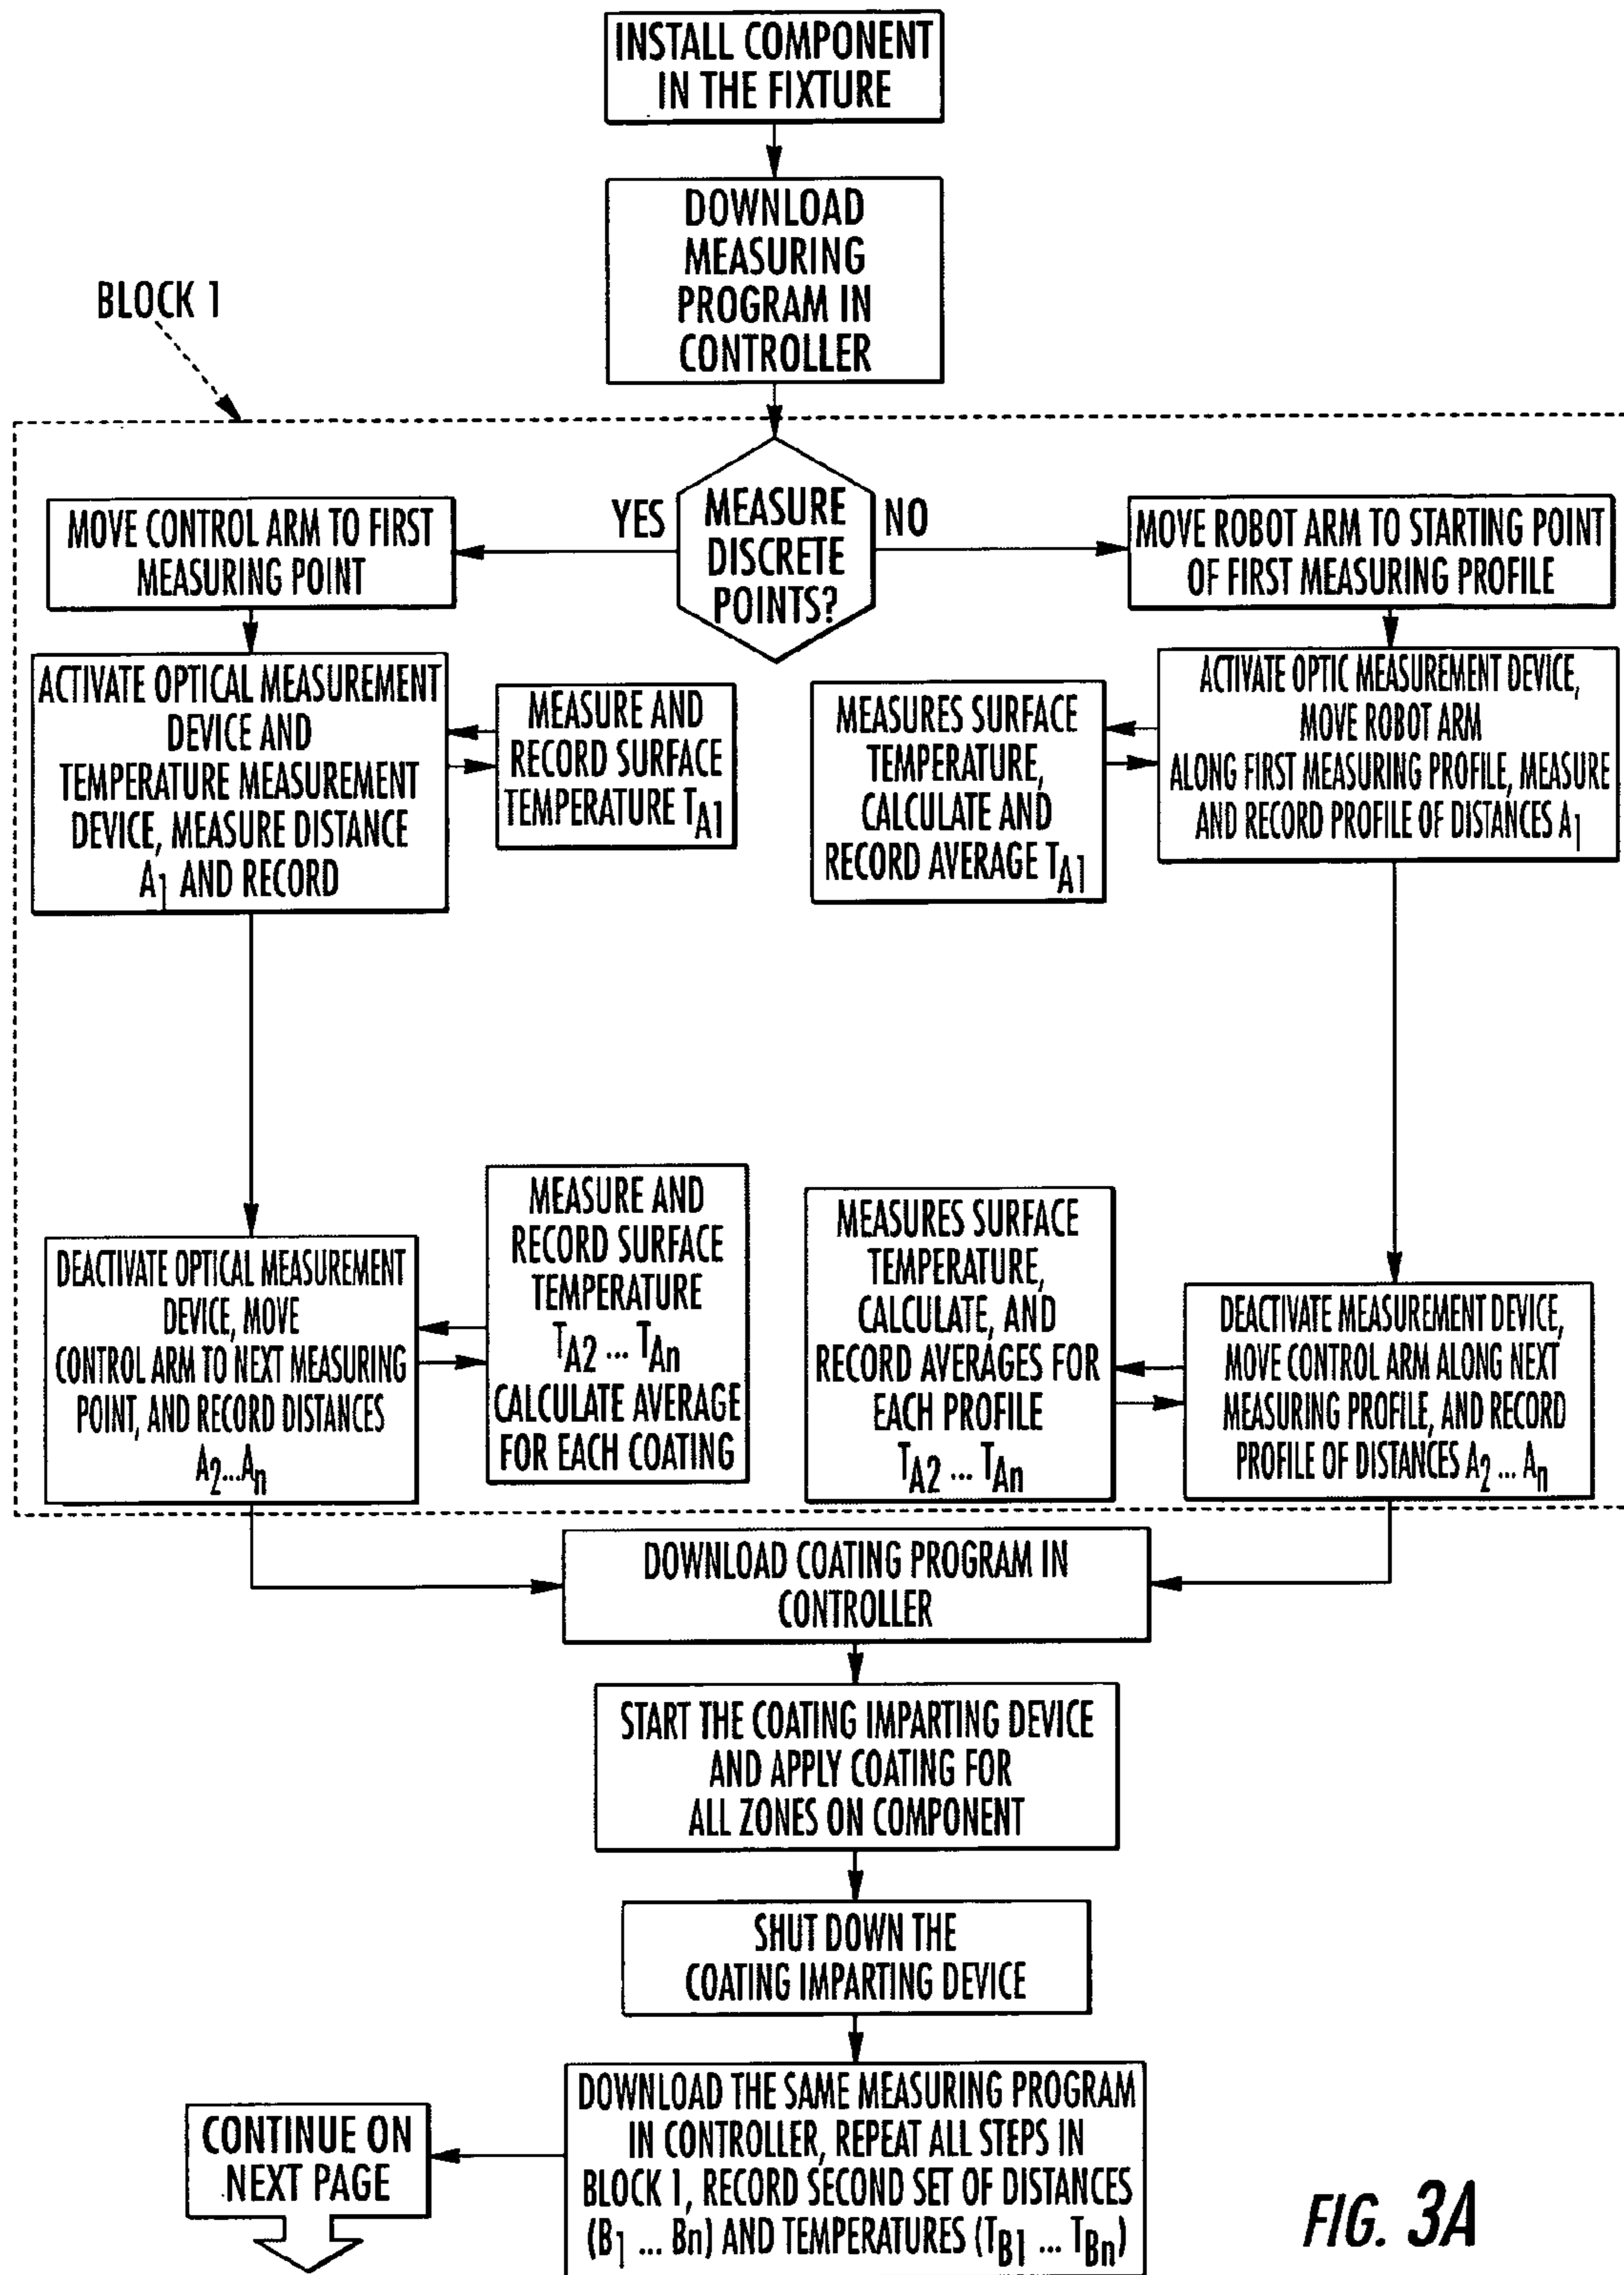 INSTALL COMPONENT
IN THE FIXTURE
DOWNLOAD
MEASURING
PROGRAM IN
CONTROLLER
BLOCK 1
MEASURE
DISCRETE
POINTS?
YES
NO
MOVE CONTROL ARM TO FIRST
MEASURING POINT
MOVE ROBOT ARM TO STARTING POINT
OF FIRST MEASURING PROFILE
ACTIVATE OPTICAL MEASUREMENT
DEVICE AND
TEMPERATURE MEASUREMENT
DEVICE, MEASURE DISTANCE
A1 AND RECORD
MEASURE AND
RECORD SURFACE
TEMPERATURE TA1
MEASURES SURFACE
TEMPERATURE,
CALCULATE AND
RECORD AVERAGE TA1
ACTIVATE OPTIC MEASUREMENT DEVICE,
MOVE ROBOT ARM
ALONG FIRST MEASURING PROFILE, MEASURE
AND RECORD PROFILE OF DISTANCES A1
DEACTIVATE OPTICAL MEASUREMENT
DEVICE, MOVE
CONTROL ARM TO NEXT MEASURING
POINT, AND RECORD DISTANCES
A2...An
MEASURE AND
RECORD SURFACE
TEMPERATURE
TA2 ... TAn
CALCULATE AVERAGE
FOR EACH COATING
MEASURES SURFACE
TEMPERATURE,
CALCULATE, AND
RECORD AVERAGES FOR
EACH PROFILE
TA2 ... TAn
DEACTIVATE MEASUREMENT DEVICE,
MOVE CONTROL ARM ALONG NEXT
MEASURING PROFILE, AND RECORD
PROFILE OF DISTANCES A2 ... An
DOWNLOAD COATING PROGRAM IN
CONTROLLER
START THE COATING IMPARTING DEVICE
AND APPLY COATING FOR
ALL ZONES ON COMPONENT
SHUT DOWN THE
COATING IMPARTING DEVICE
DOWNLOAD THE SAME MEASURING PROGRAM
IN CONTROLLER, REPEAT ALL STEPS IN
BLOCK 1, RECORD SECOND SET OF DISTANCES
(B1 ... Bn) AND TEMPERATURES (TB1 ... TBn)
CONTINUE ON
NEXT PAGE
FIG. 3A